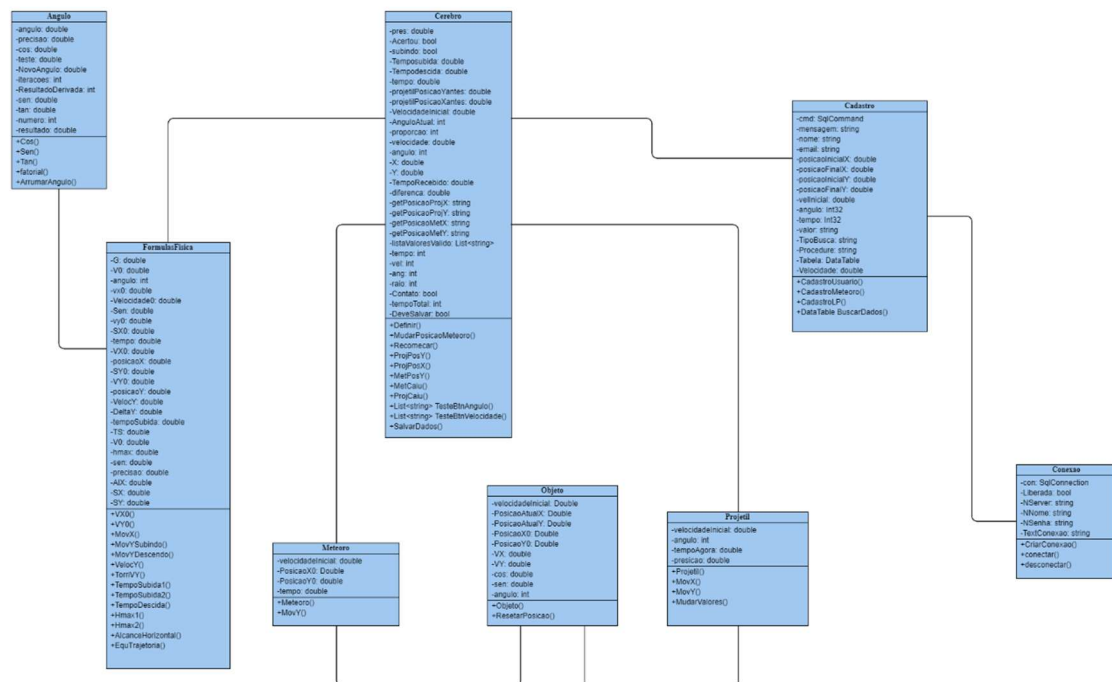 Angulo
-angulo: double
-precisao: double
-cos: double
-teste: double
-NovoAngulo: double
-iteracoes: int
-ResultadoDerivada: int
-sen: double
-tan: double
-numero: int
-resultado: double
+Cos()
+Sen()
+Tan()
+fatorial()
+ArrumarAngulo()
Cerebro
-pres: double
-Acertou: bool
-subindo: bool
-Temposubida: double
-Tempodescida: double
-tempo: double
-projetilPosicaoYantes: double
-projetilPosicaoXantes: double
-VelocidadeInicial: double
-AnguloAtual: int
-proporcao: int
-velocidade: double
-angulo: int
-X: double
-Y: double
-TempoRecebido: double
-diferenca: double
-getPosicaoProjX: string
-getPosicaoProjY: string
-getPosicaoMetX: string
-getPosicaoMetY: string
-listaValoresValido: List<string>
-tempo: int
-vel: int
-ang: int
-raio: int
-Contato: bool
-tempoTotal: int
-DeveSalvar: bool
+Definir()
+MudarPosicaoMeteoro()
+Recomecar()
+ProjPosY()
+ProjPosX()
+MetPosY()
+MetCaiu()
+ProjCaiu()
+List<string> TesteBtnAngulo()
+List<string> TesteBtnVelocidade()
+SalvarDados()
Cadastro
-cmd: SqlCommand
-mensagem: string
-nome: string
-email: string
-posicaoInicialX: double
-posicaoFinalX: double
-posicaoInicialY: double
-posicaoFinalY: double
-velInicial: double
-angulo: Int32
-tempo: Int32
-valor: string
-TipoBusca: string
-Procedure: string
-Tabela: DataTable
-Velocidade: double
+CadastroUsuario()
+CadastroMeteoro()
+CadastroLP()
+DataTable BuscarDados()
FormulasFisica
-G: double
-V0: double
-angulo: int
-vx0: double
-Velocidade0: double
-Sen: double
-vy0: double
-SX0: double
-tempo: double
-VX0: double
-posicaoX: double
-SY0: double
-VY0: double
-posicaoY: double
-VelocY: double
-DeltaY: double
-tempoSubida: double
-TS: double
-V0: double
-hmax: double
-sen: double
-precisao: double
-AlX: double
-SX: double
-SY: double
+VX0()
+VY0()
+MovX()
+MovYSubindo()
+MovYDescendo()
+VelocY()
+TorriVY()
+TempoSubida1()
+TempoSubida2()
+TempoDescida()
+Hmax1()
+Hmax2()
+AlcanceHorizontal()
+EquTrajetoria()
Meteoro
-velocidadeInicial: double
-PosicaoX0: Double
-PosicaoY0: Double
-tempo: double
+Meteoro()
+MovY()
Objeto
-velocidadeInicial: Double
-PosicaoAtualX: Double
-PosicaoAtualY: Double
-PosicaoX0: Double
-PosicaoY0: Double
-VX: double
-VY: double
-cos: double
-sen: double
-angulo: int
+Objeto()
+ResetarPosicao()
Projetil
-velocidadeInicial: double
-angulo: int
-tempoAgora: double
-presicao: double
+Projetil()
+MovX()
+MovY()
+MudarValores()
Conexao
-con: SqlConnection
-Liberada: bool
-NServer: string
-NNome: string
-NSenha: string
-TextConexao: string
+CriarConexao()
+conectar()
+desconectar()